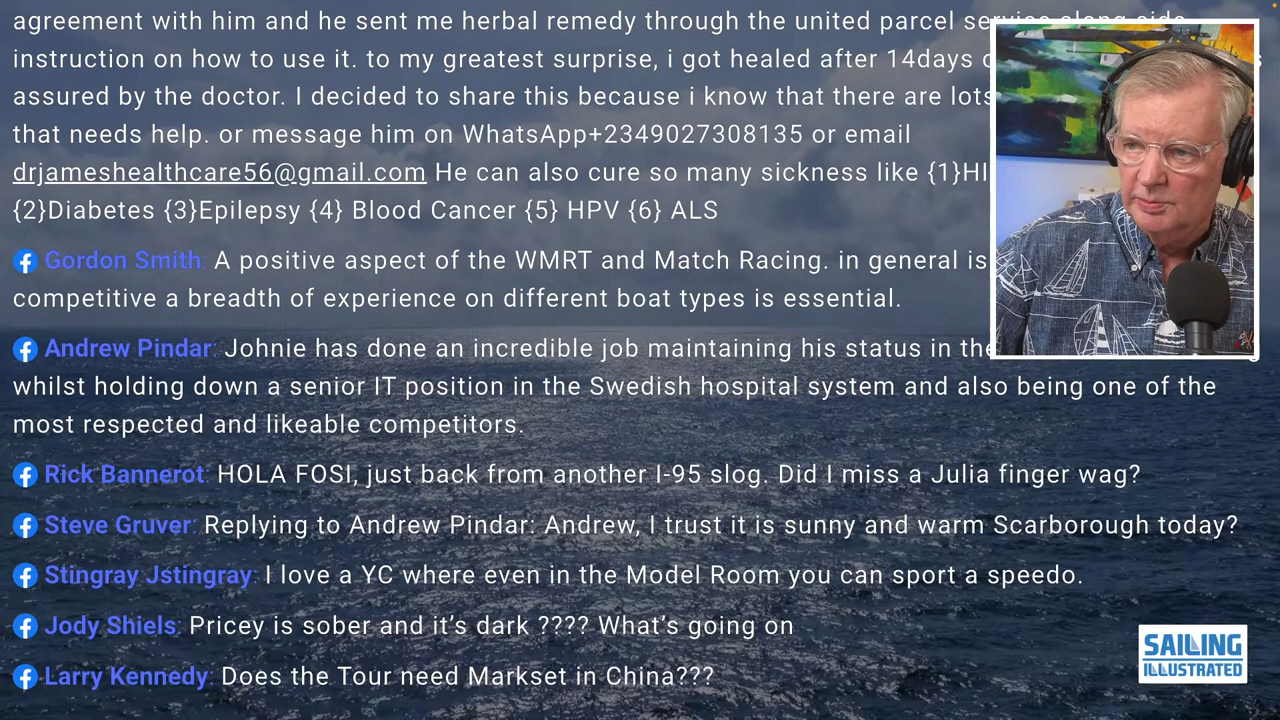 agreement with him and he sent me herbal remedy through the united parcel service along side
instruction on how to use it. to my greatest surprise, i got healed after 14days
assured by the doctor. I decided to share this because i know that there are lots
that needs help. or message him on WhatsApp+2349027308135 or email
drjameshealthcare56@gmail.com He can also cure so many sickness like {1}HI
{2}Diabetes {3}Epilepsy {4} Blood Cancer {5} HPV {6} ALS
Gordon Smith: A positive aspect of the WMRT and Match Racing. in general is
competitive a breadth of experience on different boat types is essential.
Andrew Pindar: Johnie has done an incredible job maintaining his status in the
whilst holding down a senior IT position in the Swedish hospital system and also being one of the
most respected and likeable competitors.
Rick Bannerot: HOLA FOSI, just back from another I-95 slog. Did I miss a Julia finger wag?
Steve Gruver: Replying to Andrew Pindar: Andrew, I trust it is sunny and warm Scarborough today?
Stingray Jstingray: I love a YC where even in the Model Room you can sport a speedo.
Jody Shiels: Pricey is sober and it's dark ???? What's going on
Larry Kennedy: Does the Tour need Markset in China???
SAILING
ILLUSTRATED